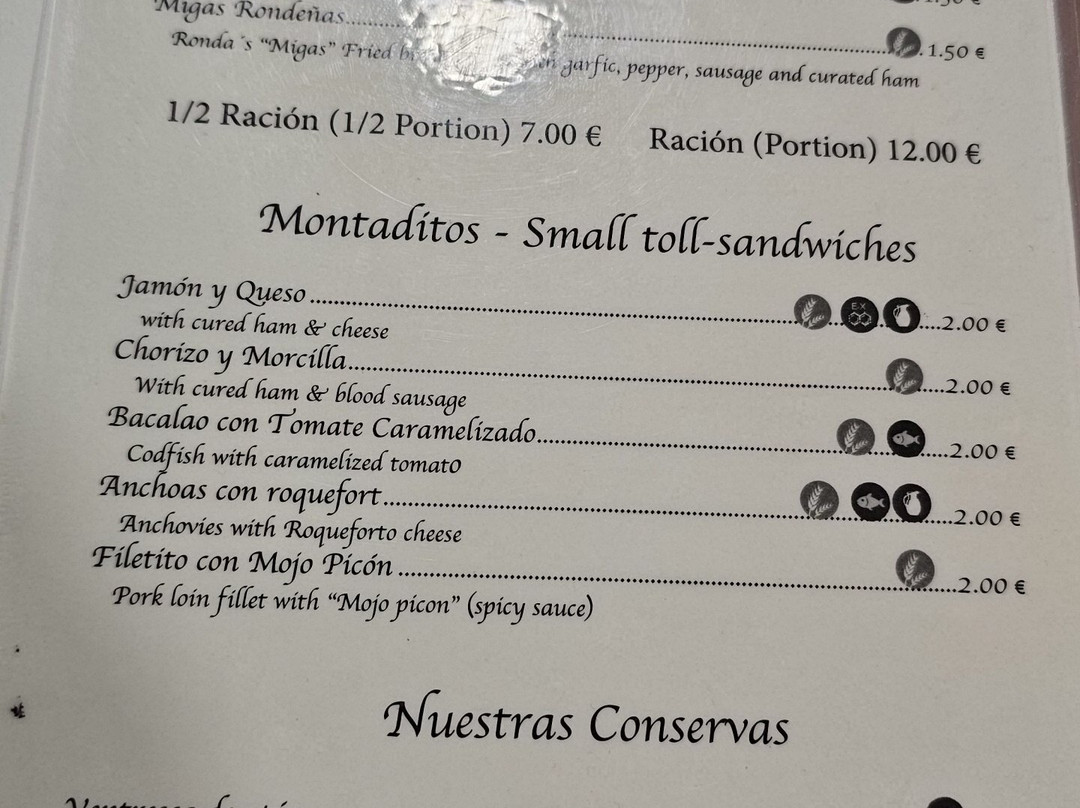 1.50 €
Migas Rondeñas
1.50 €
Ronda´s “Migas” Fried garfic, pepper, sausage and curated ham
1/2 Ración (1/2 Portion) 7.00 € Ración (Portion) 12.00 €
Montaditos - Small toll-sandwiches
Jamón y Queso 2.00 €
with cured ham & cheese
Chorizo y Morcilla 2.00 €
With cured ham & blood sausage
Bacalao con Tomate Caramelizado 2.00 €
Codfish with caramelized tomato
Anchoas con roquefort 2.00 €
Anchovies with Roqueforto cheese
Filetito con Mojo Picón 2.00 €
Pork loin fillet with “Mojo picon” (spicy sauce)
Nuestras Conservas